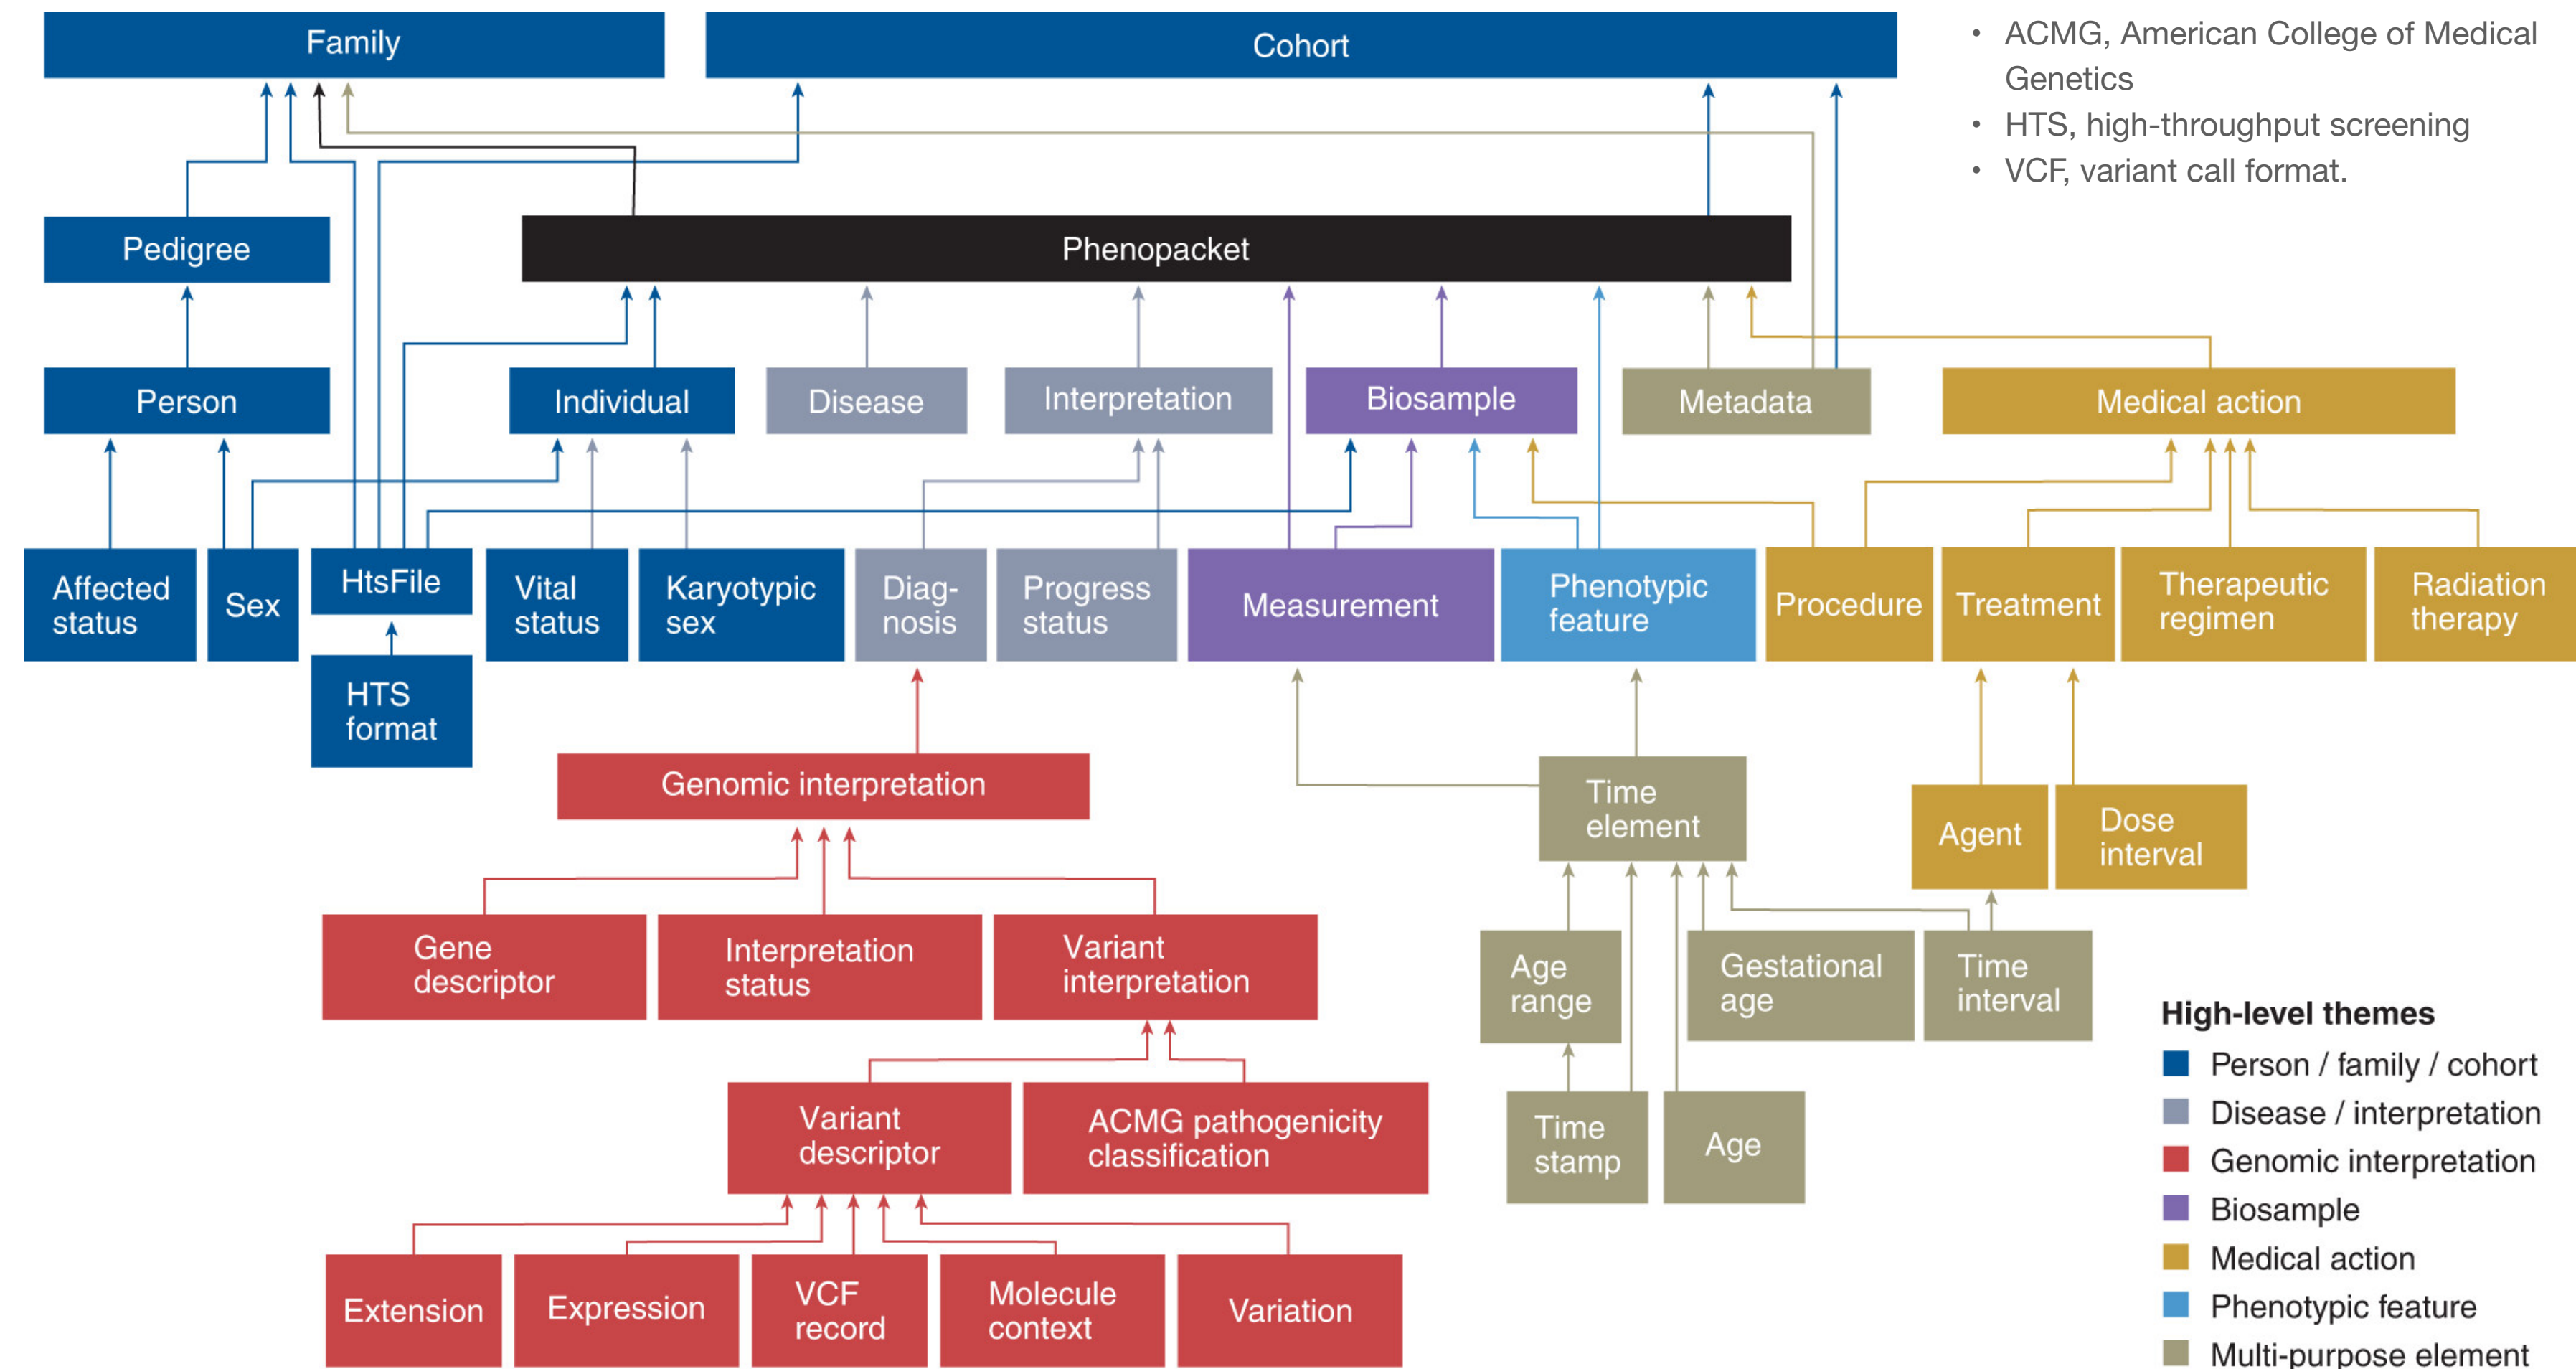 Family
Cohort
• ACMG, American College of Medical
Genetics
• HTS, high-throughput screening
• VCF, variant call format.
Pedigree
Phenopacket
Person
Individual
Disease
Interpretation
Biosample
Metadata
Medical action
Affected
status
Sex
HtsFile
Vital
status
Karyotypic
sex
Diag-
nosis
Progress
status
Measurement
Phenotypic
feature
Procedure
Treatment
Therapeutic
regimen
Radiation
therapy
HTS
format
Genomic interpretation
Time
element
Agent
Dose
interval
Gene
descriptor
Interpretation
status
Variant
interpretation
Age
range
Gestational
age
Time
interval
Variant
descriptor
ACMG pathogenicity
classification
Time
stamp
Age
Extension
Expression
VCF
record
Molecule
context
Variation
High-level themes
Person / family / cohort
Disease / interpretation
Genomic interpretation
Biosample
Medical action
Phenotypic feature
Multi-purpose element